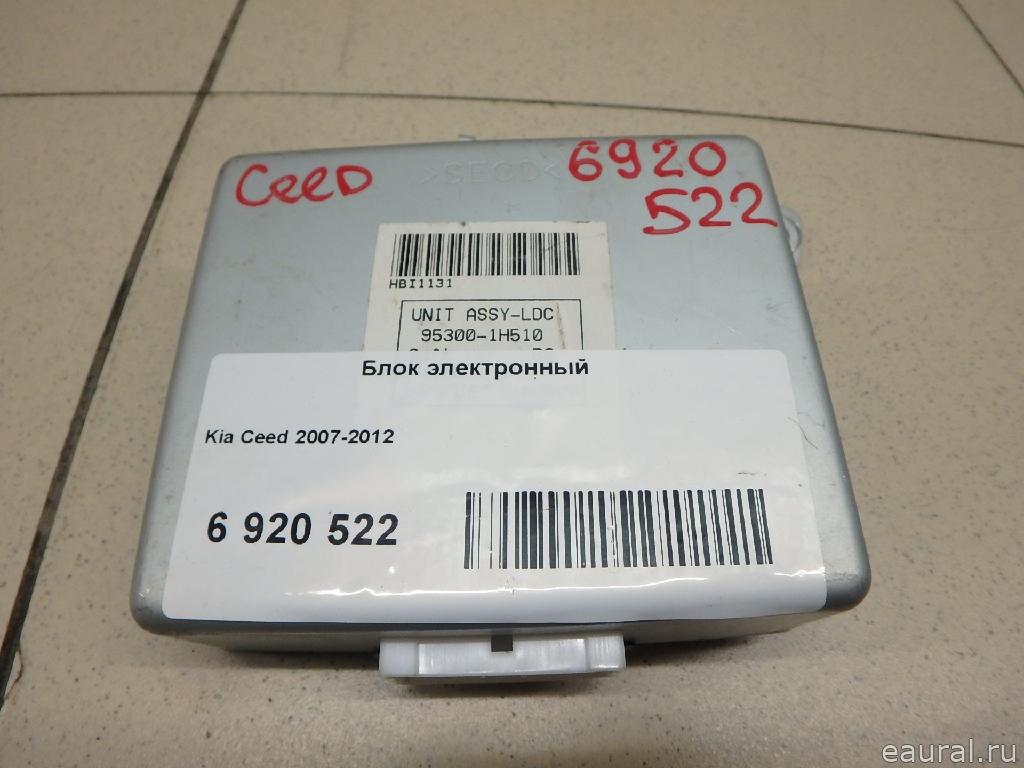 Ceed
6920
522
>SECD<
HBI1131
UNIT ASSY-LDC
95300-1H510
Блок электронный
Kia Ceed 2007-2012
6 920 522
eaural.ru